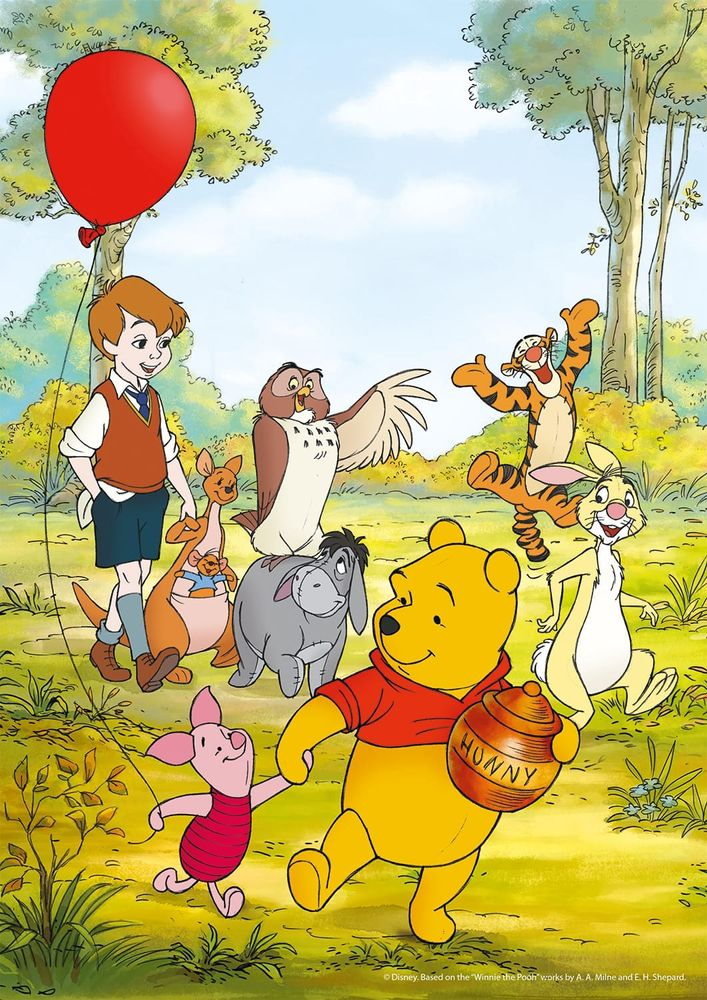 HUNNY
© Disney. Based on the "Winnie the Pooh" works by A. A. Milne and E. H. Shepard.